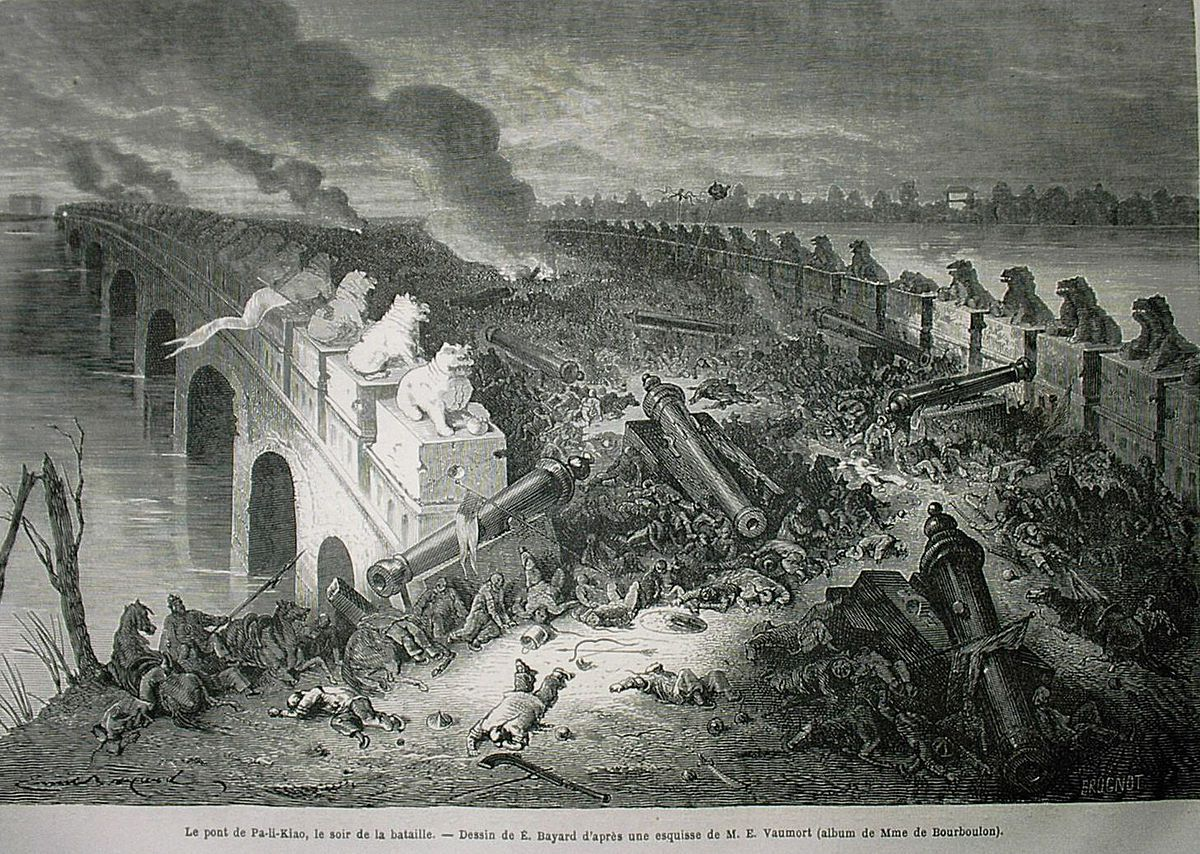 BRUGNOT
Le pont de Pa-li-Kiao, le soir de la bataille. — Dessin de É. Bayard d'après une esquisse de M. E. Vaumort (album de Mme de Bourboulon).